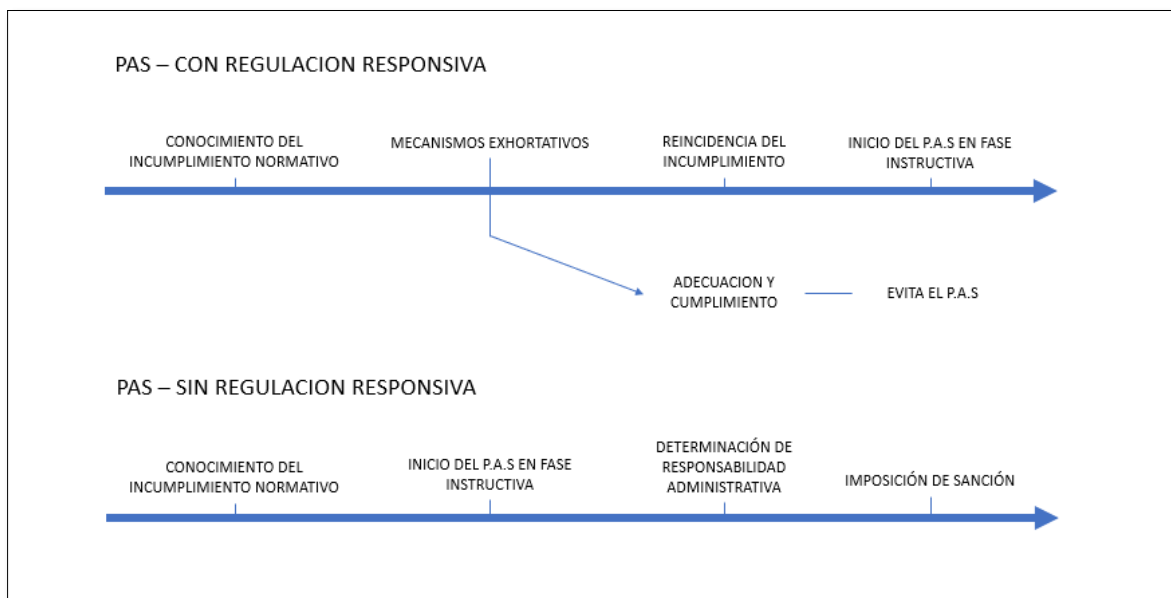 PAS – CON REGULACION RESPONSIVA
CONOCIMIENTO DEL
INCUMPLIMIENTO NORMATIVO
MECANISMOS EXHORTATIVOS
REINCIDENCIA DEL
INCUMPLIMIENTO
INICIO DEL P.A.S EN FASE
INSTRUCTIVA
ADECUACION Y
CUMPLIMIENTO
EVITA EL P.A.S
PAS – SIN REGULACION RESPONSIVA
CONOCIMIENTO DEL
INCUMPLIMIENTO NORMATIVO
INICIO DEL P.A.S EN FASE
INSTRUCTIVA
DETERMINACIÓN DE
RESPONSABILIDAD
ADMINISTRATIVA
IMPOSICIÓN DE SANCIÓN